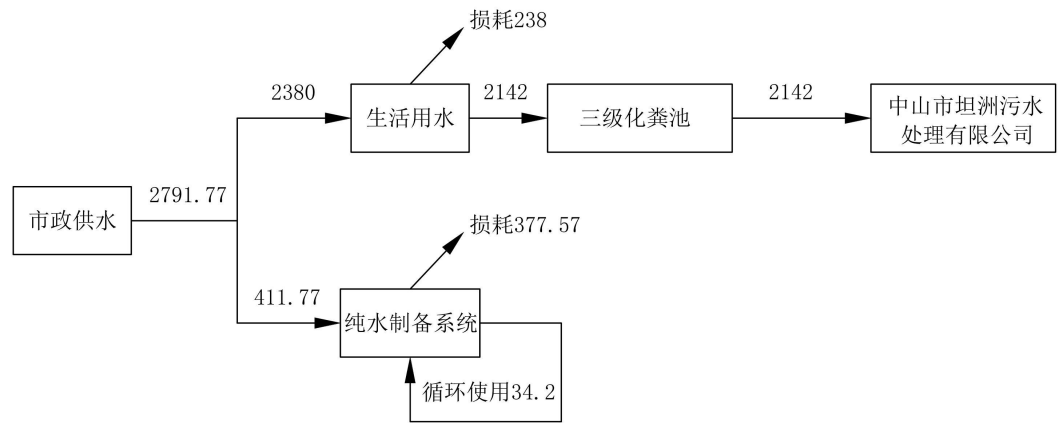 损耗238
2380
生活用水
2142
三级化粪池
2142
中山市坦洲污水
处理有限公司
市政供水
2791.77
损耗377.57
411.77
纯水制备系统
循环使用34.2